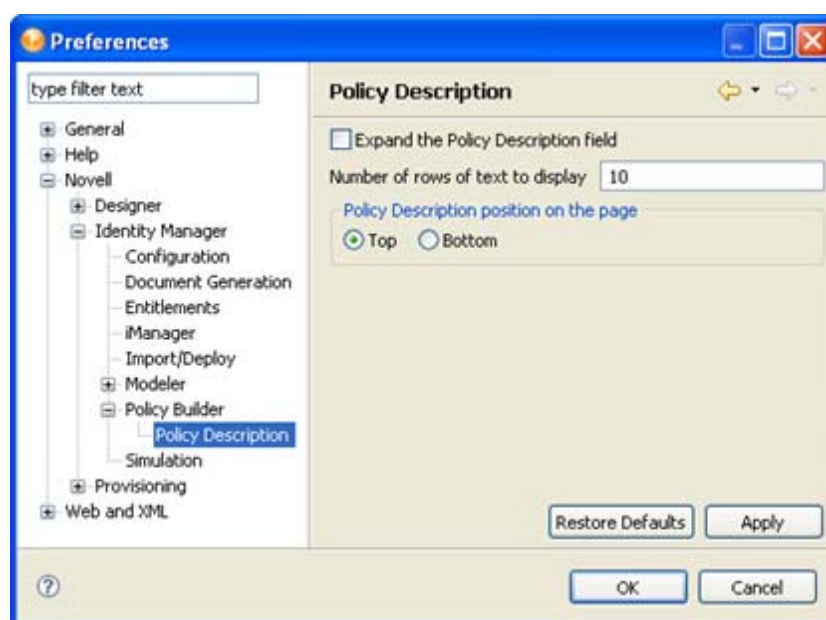 Preferences
type filter text
General
Help
Novell
Designer
Identity Manager
Configuration
Document Generation
Entitlements
iManager
Import/Deploy
Modeler
Policy Builder
Policy Description
Simulation
Provisioning
Web and XML
Policy Description
Expand the Policy Description field
Number of rows of text to display 10
Policy Description position on the page
Top Bottom
Restore Defaults Apply
? OK Cancel